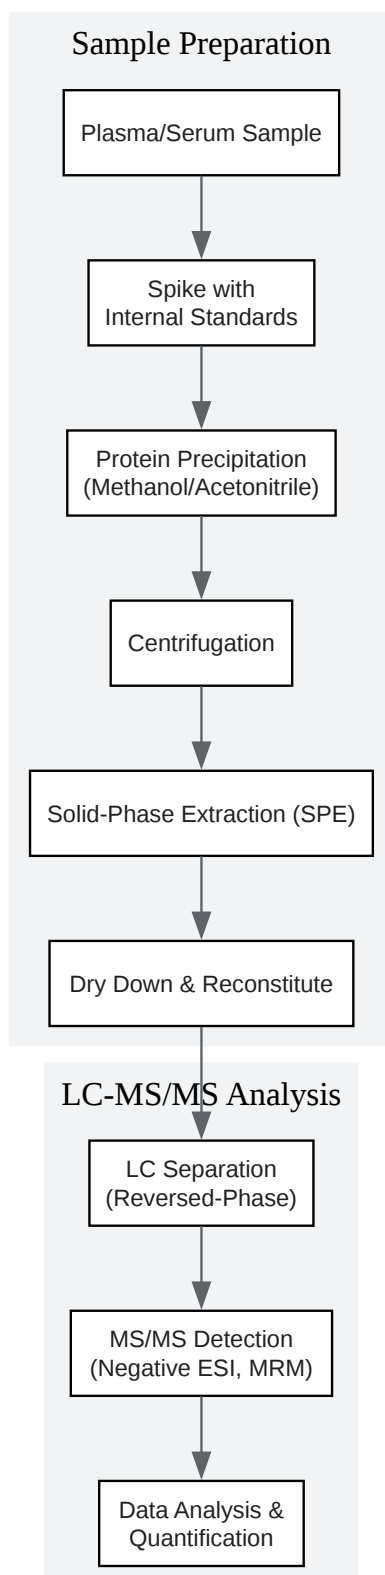 Sample Preparation
Plasma/Serum Sample
Spike with
Internal Standards
Protein Precipitation
(Methanol/Acetonitrile)
Centrifugation
Solid-Phase Extraction (SPE)
Dry Down & Reconstitute
LC-MS/MS Analysis
LC Separation
(Reversed-Phase)
MS/MS Detection
(Negative ESI, MRM)
Data Analysis &
Quantification